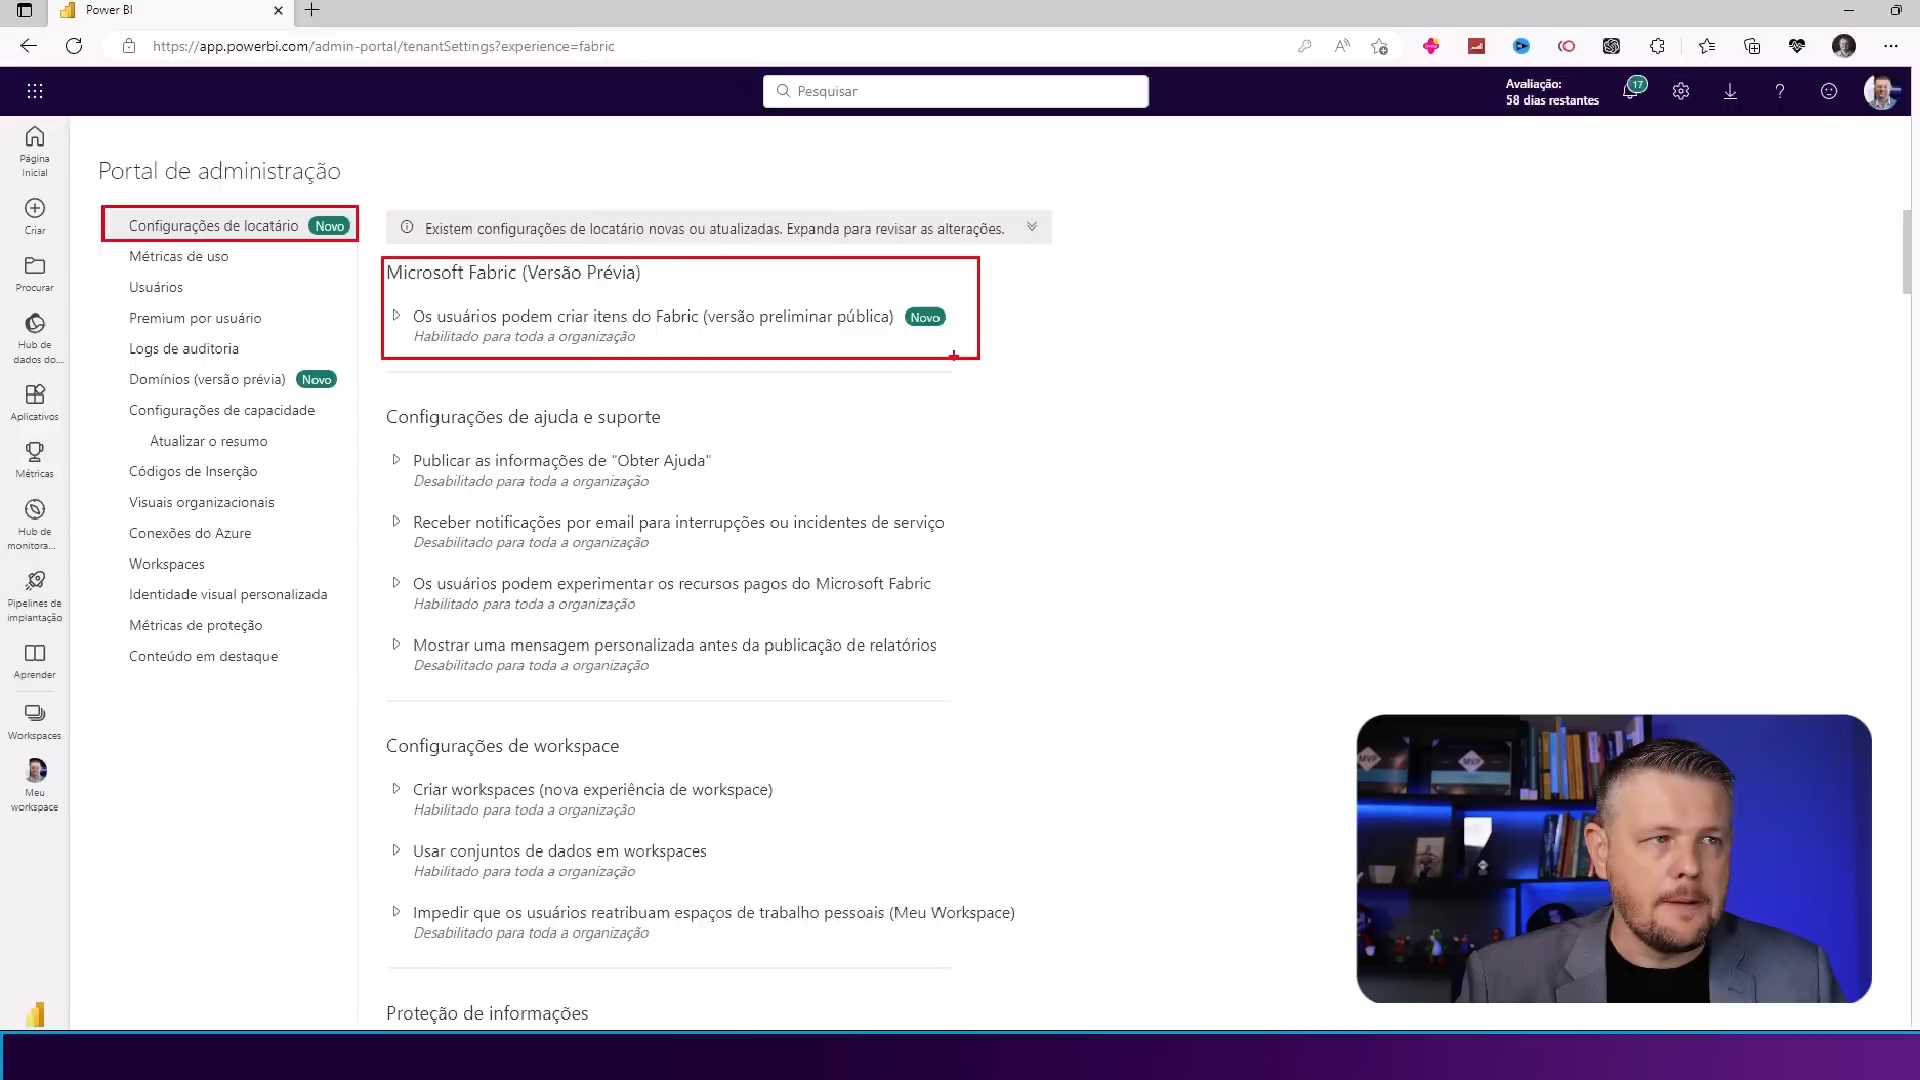 Power BI
https://app.powerbi.com/admin-portal/tenantSettings?experience=fabric
Pesquisar
Avaliação:
58 dias restantes
17
Página
Inicial
Criar
Procurar
Hub de
dados do...
Aplicativos
Métricas
Hub de
monitora...
Pipelines de
implantação
Aprender
Workspaces
Meu
workspace
Portal de administração
Configurações de locatário Novo
Métricas de uso
Usuários
Premium por usuário
Logs de auditoria
Domínios (versão prévia) Novo
Configurações de capacidade
Atualizar o resumo
Códigos de Inserção
Visuais organizacionais
Conexões do Azure
Workspaces
Identidade visual personalizada
Métricas de proteção
Conteúdo em destaque
Existem configurações de locatário novas ou atualizadas. Expanda para revisar as alterações.
Microsoft Fabric (Versão Prévia)
Os usuários podem criar itens do Fabric (versão preliminar pública) Novo
Habilitado para toda a organização
Configurações de ajuda e suporte
Publicar as informações de "Obter Ajuda"
Desabilitado para toda a organização
Receber notificações por email para interrupções ou incidentes de serviço
Desabilitado para toda a organização
Os usuários podem experimentar os recursos pagos do Microsoft Fabric
Habilitado para toda a organização
Mostrar uma mensagem personalizada antes da publicação de relatórios
Desabilitado para toda a organização
Configurações de workspace
Criar workspaces (nova experiência de workspace)
Habilitado para toda a organização
Usar conjuntos de dados em workspaces
Habilitado para toda a organização
Impedir que os usuários reatribuam espaços de trabalho pessoais (Meu Workspace)
Desabilitado para toda a organização
Proteção de informações
MVP
MVP